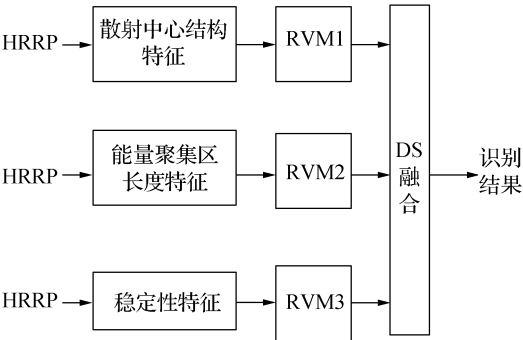 HRRP
散射中心结构
特征
RVM1
HRRP
能量聚集区
长度特征
RVM2
DS
融
合
识别
结果
HRRP
稳定性特征
RVM3